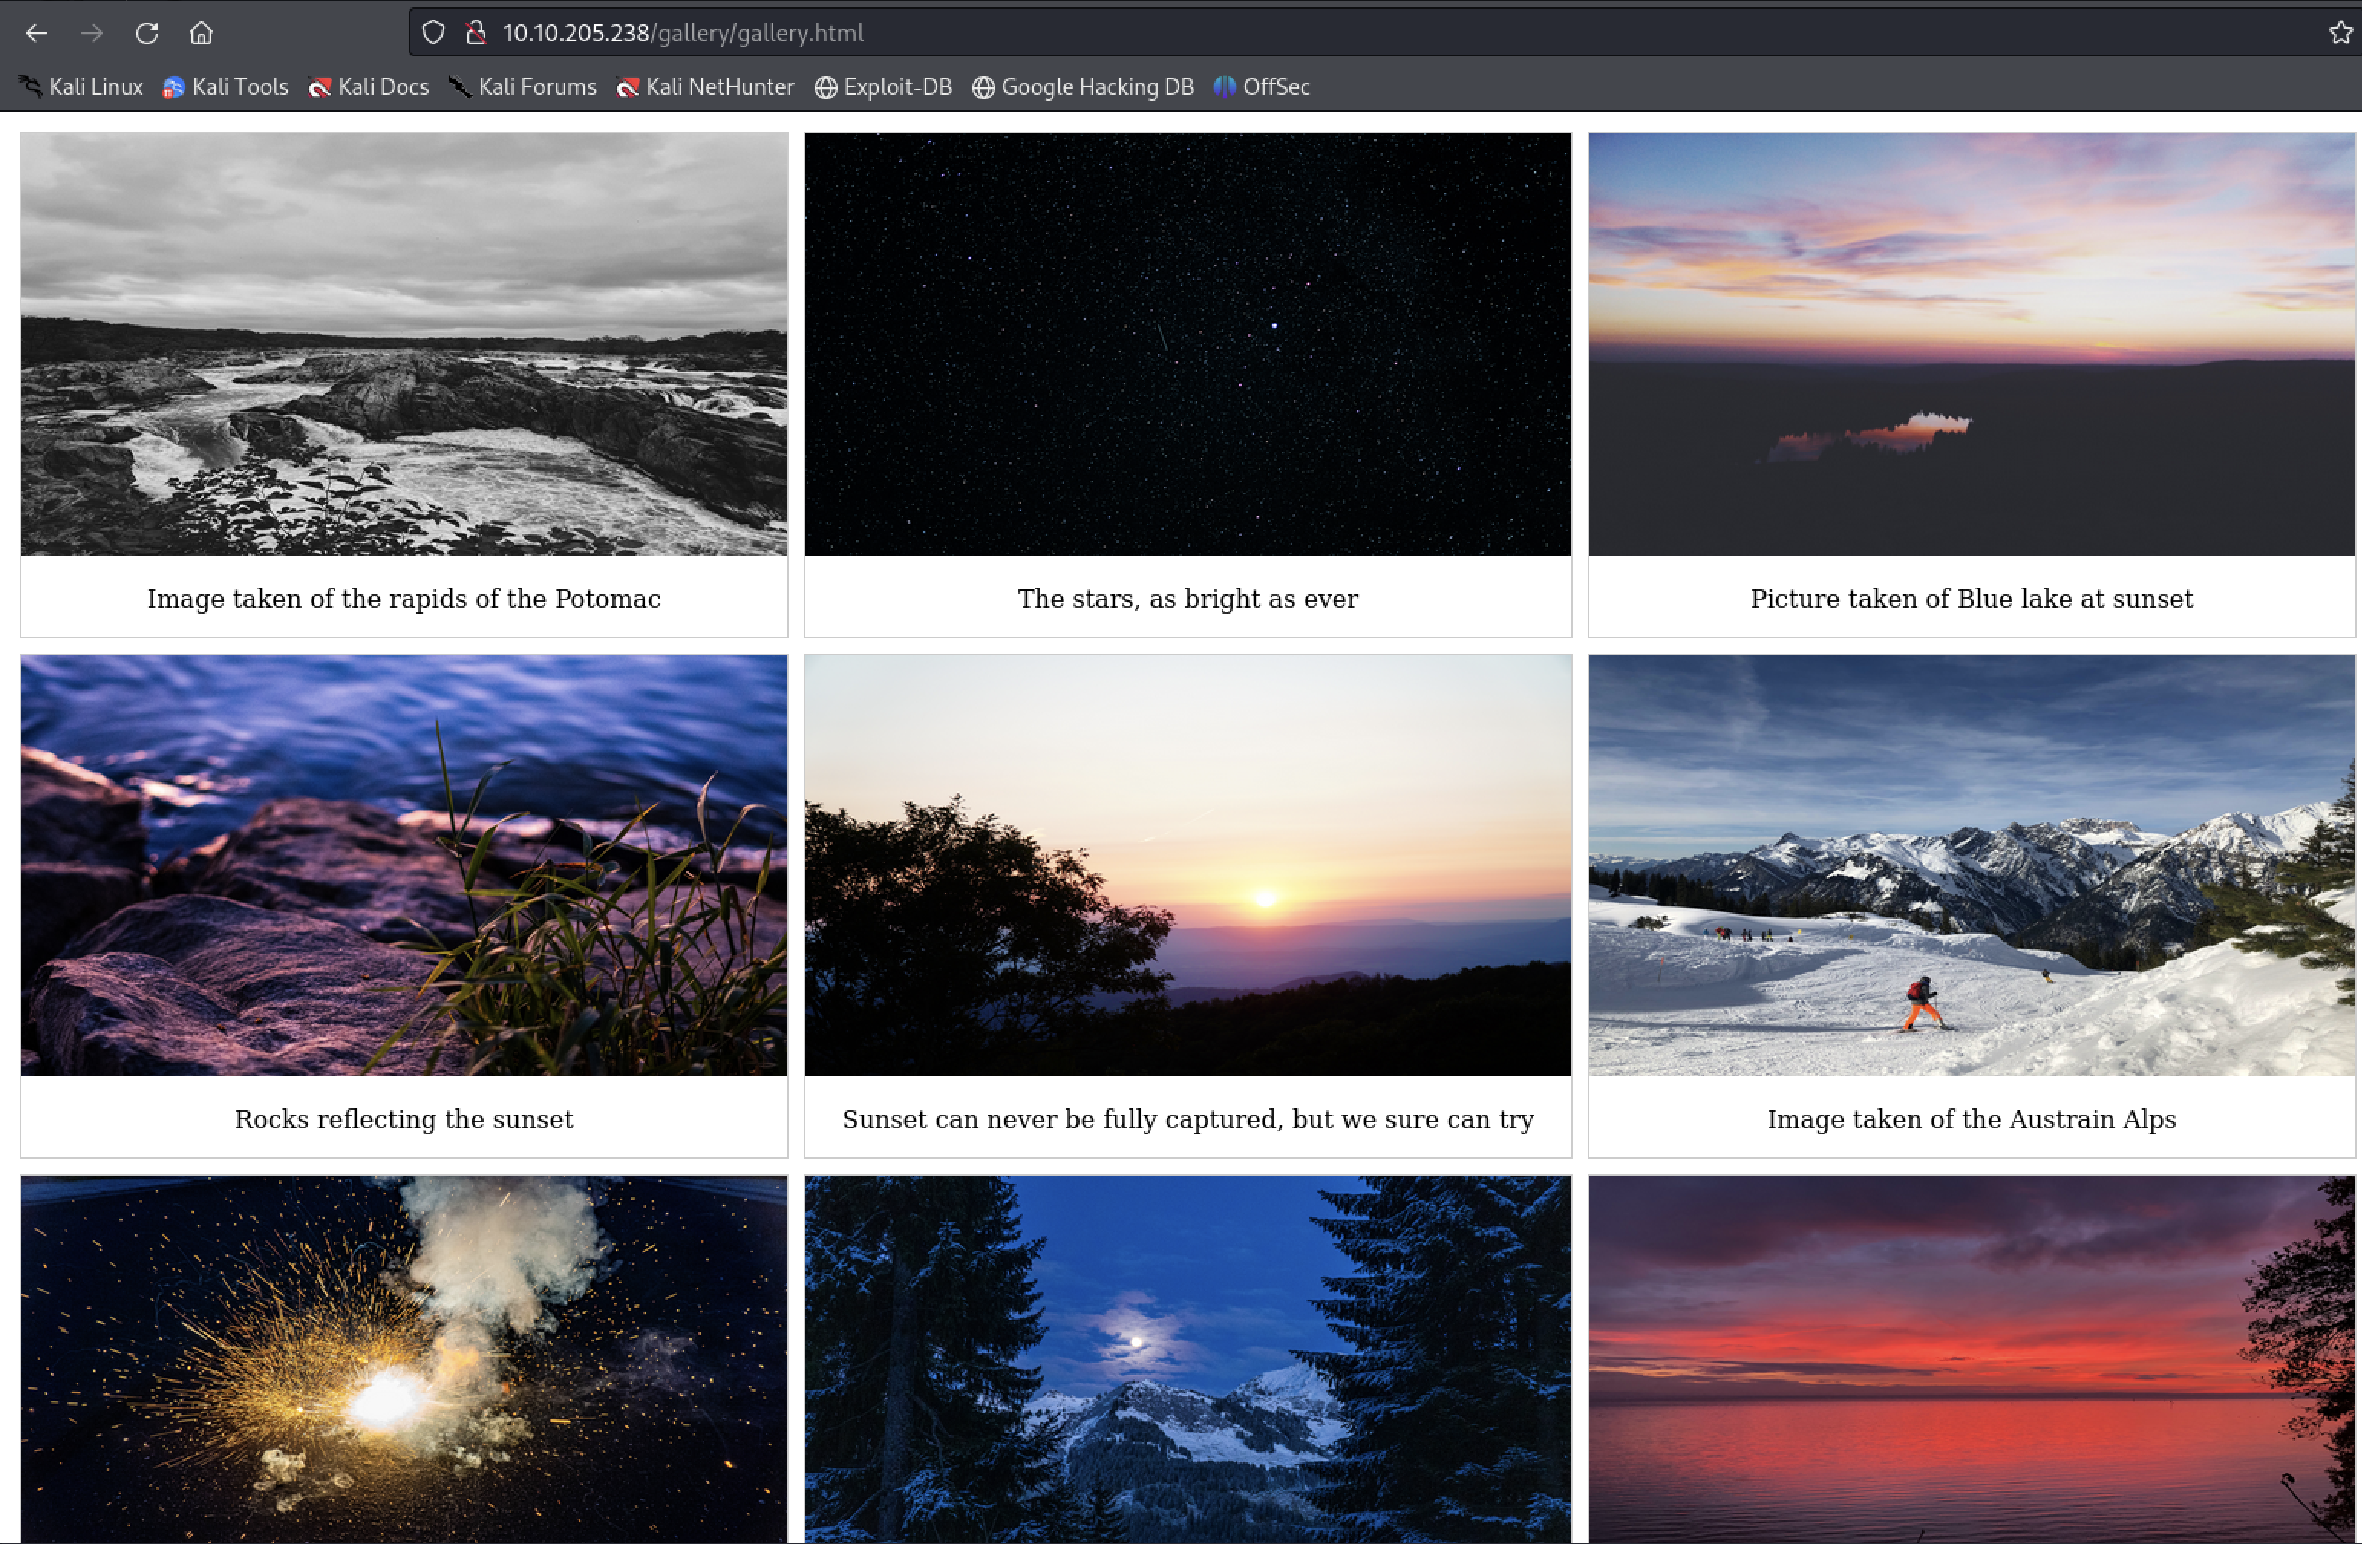 10.10.205.238/gallery/gallery.html
Kali Linux Kali Tools Kali Docs Kali Forums Kali NetHunter Exploit-DB Google Hacking DB OffSec
Image taken of the rapids of the Potomac
The stars, as bright as ever
Picture taken of Blue lake at sunset
Rocks reflecting the sunset
Sunset can never be fully captured, but we sure can try
Image taken of the Austrain Alps